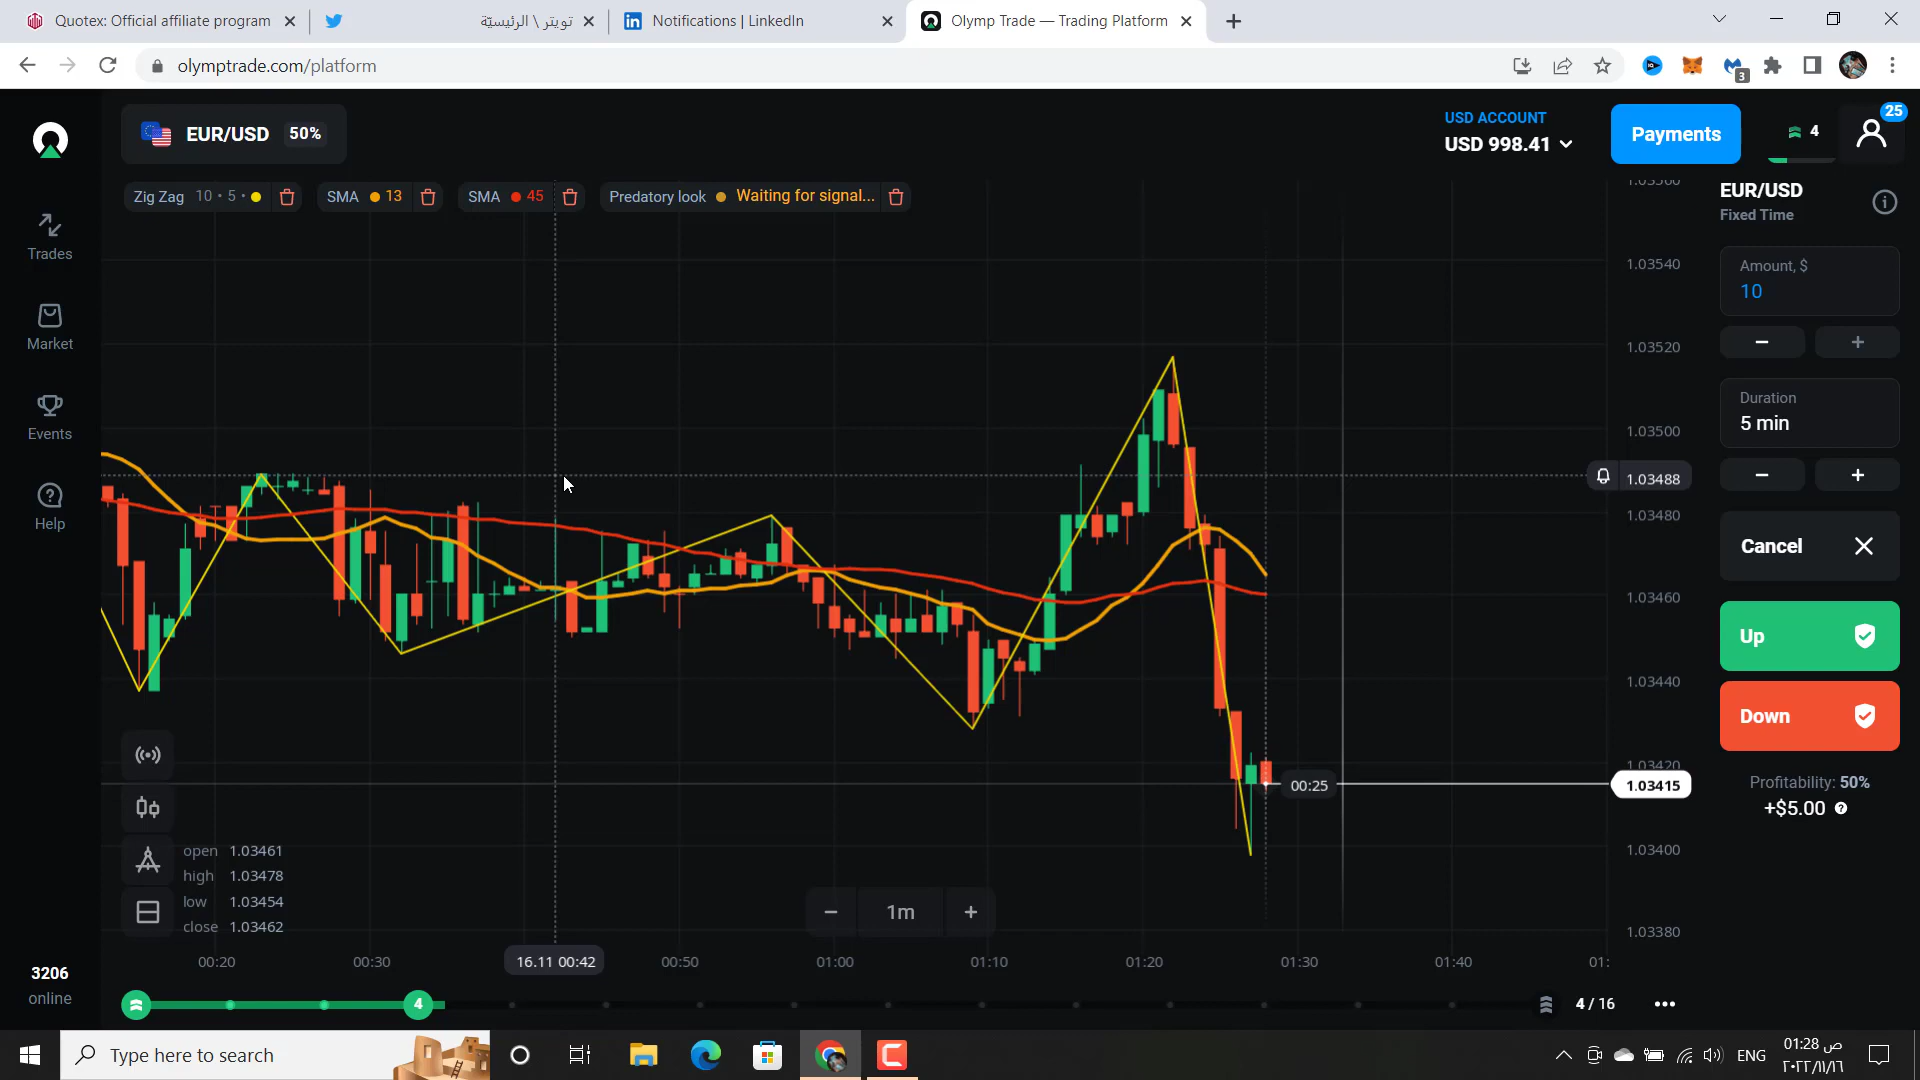 Quotex: Official affiliate program
تويتر \ الرئيسيّة
Notifications | LinkedIn
Olymp Trade — Trading Platform
olymptrade.com/platform
3
EUR/USD 50%
USD ACCOUNT
USD 998.41
Payments
4
25
Zig Zag 10 • 5 •
SMA 13
SMA 45
Predatory look Waiting for signal...
Trades
Market
Events
Help
1.03560
1.03540
1.03520
1.03500
1.03488
1.03480
1.03460
1.03440
1.03420
1.03415
1.03400
1.03380
EUR/USD
Fixed Time
Amount, $
10
Duration
5 min
Cancel
Up
Down
Profitability: 50%
+$5.00
00:25
open 1.03461
high 1.03478
low 1.03454
close 1.03462
1m
00:20
00:30
16.11 00:42
00:50
01:00
01:10
01:20
01:30
01:40
01:
3206
online
4
4 / 16
Type here to search
ENG
01:28 ص
٢٠٢٢/١١/١٦